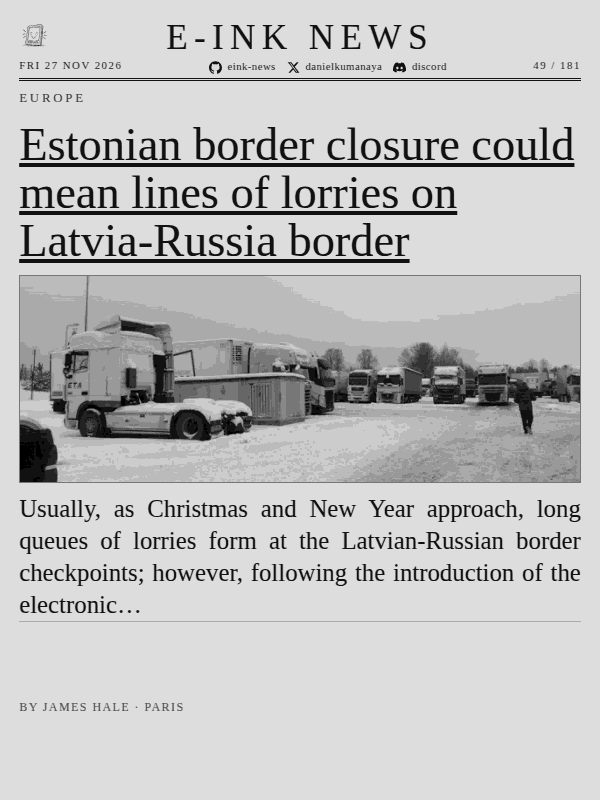 E-INK NEWS
FRI 27 NOV 2026
eink-news
danielkumanaya
discord
49 / 181
EUROPE
Estonian border closure could
mean lines of lorries on
Latvia-Russia border
Usually, as Christmas and New Year approach, long
queues of lorries form at the Latvian-Russian border
checkpoints; however, following the introduction of the
electronic…
BY JAMES HALE · PARIS